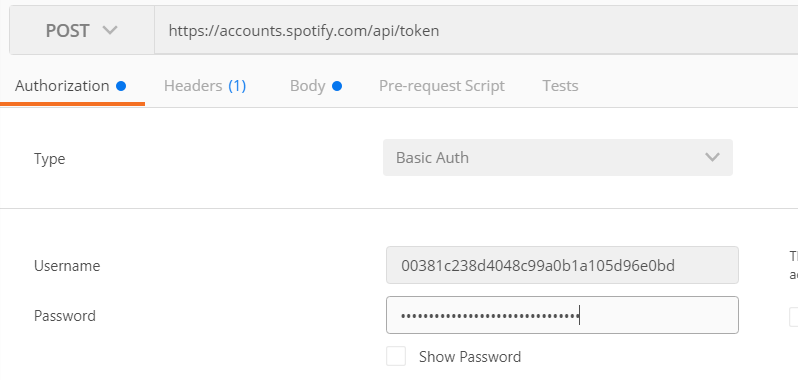 POST https://accounts.spotify.com/api/token
Authorization Headers (1) Body Pre-request Script Tests
Type Basic Auth
Username 00381c238d4048c99a0b1a105d96e0bd
Password ••••••••••••••••••••••••••••••••
Show Password